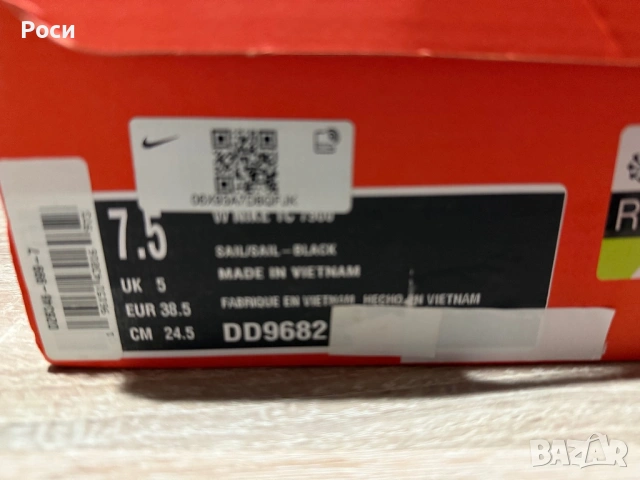 Роси
06X89A7DBQFJK
7.5
W NIKE TC 7900
SAIL/SAIL-BLACK
MADE IN VIETNAM
UK 5
FABRIQUE EN VIETNAM HECHO EN VIETNAM
EUR 38.5
CM 24.5
DD9682
R
BAZAR